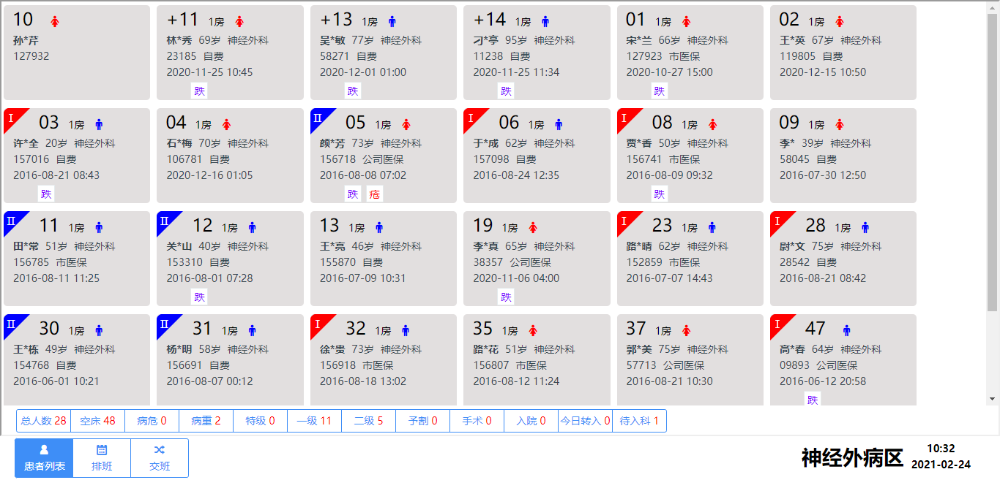 10
孙*芹
127932
+11 1房
林*秀 69岁 神经外科
23185 自费
2020-11-25 10:45
跌
+13 1房
吴*敏 77岁 神经外科
58271 自费
2020-12-01 01:00
跌
+14 1房
刁*亭 95岁 神经外科
11238 自费
2020-11-25 11:34
跌
01 1房
宋*兰 66岁 神经外科
127923 市医保
2020-10-27 15:00
跌
02 1房
王*英 67岁 神经外科
119805 自费
2020-12-15 10:50
I 03 1房
许*全 20岁 神经外科
157016 自费
2016-08-21 08:43
跌
04 1房
石*梅 70岁 神经外科
106781 自费
2020-12-16 01:05
II 05 1房
颜*芳 73岁 神经外科
156718 公司医保
2016-08-08 07:02
跌 疮
I 06 1房
于*成 62岁 神经外科
157098 自费
2016-08-24 12:35
I 08 1房
贾*香 50岁 神经外科
156741 市医保
2016-08-09 09:32
跌
09 1房
李* 39岁 神经外科
58045 自费
2016-07-30 12:50
II 11 1房
田*常 51岁 神经外科
156785 市医保
2016-08-11 11:25
II 12 1房
关*山 40岁 神经外科
153310 自费
2016-08-01 07:28
跌
13 1房
王*亮 46岁 神经外科
155870 自费
2016-07-09 10:31
19 1房
李*真 65岁 神经外科
38357 公司医保
2020-11-06 04:00
跌
I 23 1房
路*晴 62岁 神经外科
152859 市医保
2016-07-07 14:43
I 28 1房
尉*文 75岁 神经外科
28542 自费
2016-08-21 08:42
II 30 1房
王*栋 49岁 神经外科
154768 自费
2016-06-01 10:21
II 31 1房
杨*明 58岁 神经外科
156691 自费
2016-08-07 00:12
I 32 1房
徐*贵 73岁 神经外科
156918 市医保
2016-08-18 13:02
35 1房
路*花 51岁 神经外科
156807 市医保
2016-08-12 11:24
37 1房
郭*美 75岁 神经外科
57713 公司医保
2016-08-21 10:30
I 47
高*春 64岁 神经外科
09893 公司医保
2016-06-12 20:58
跌
总人数 28 空床 48 病危 0 病重 2 特级 0 一级 11 二级 5 予割 0 手术 0 入院 0 今日转入 0 待入科 1
患者列表 排班 交班
神经外病区
10:32
2021-02-24